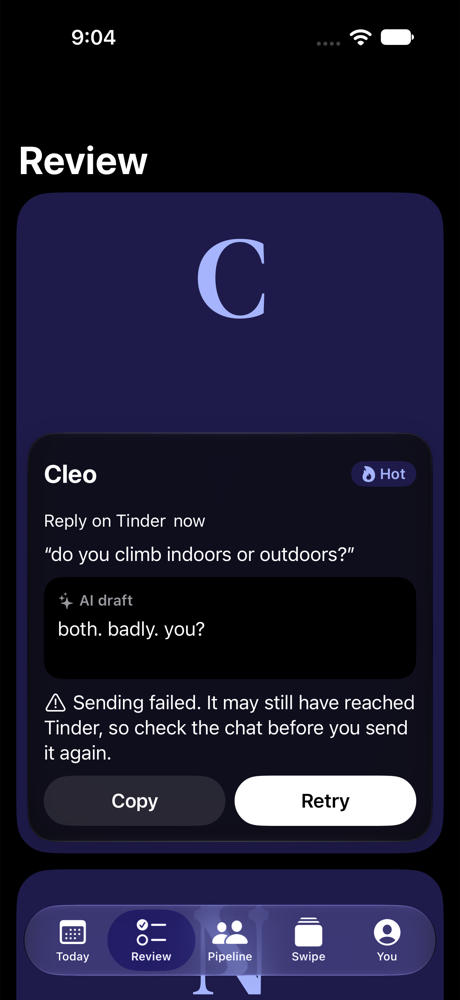 9:04
Review
C
Cleo
Hot
Reply on Tinder now
“do you climb indoors or outdoors?”
AI draft
both. badly. you?
Sending failed. It may still have reached
Tinder, so check the chat before you send
it again.
Copy
Retry
N
Today
Review
Pipeline
Swipe
You